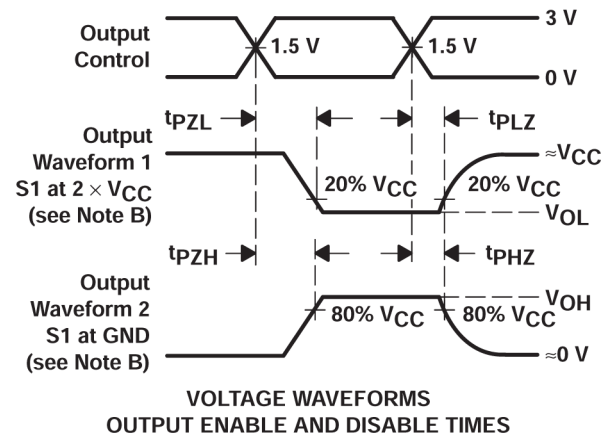 Output
Control
1.5 V
1.5 V
3 V
0 V
tPZL
tPLZ
Output
Waveform 1
S1 at 2 × VCC
(see Note B)
20% VCC
20% VCC
≈VCC
VOL
tPZH
tPHZ
Output
Waveform 2
S1 at GND
(see Note B)
80% VCC
80% VCC
VOH
≈0 V
VOLTAGE WAVEFORMS
OUTPUT ENABLE AND DISABLE TIMES